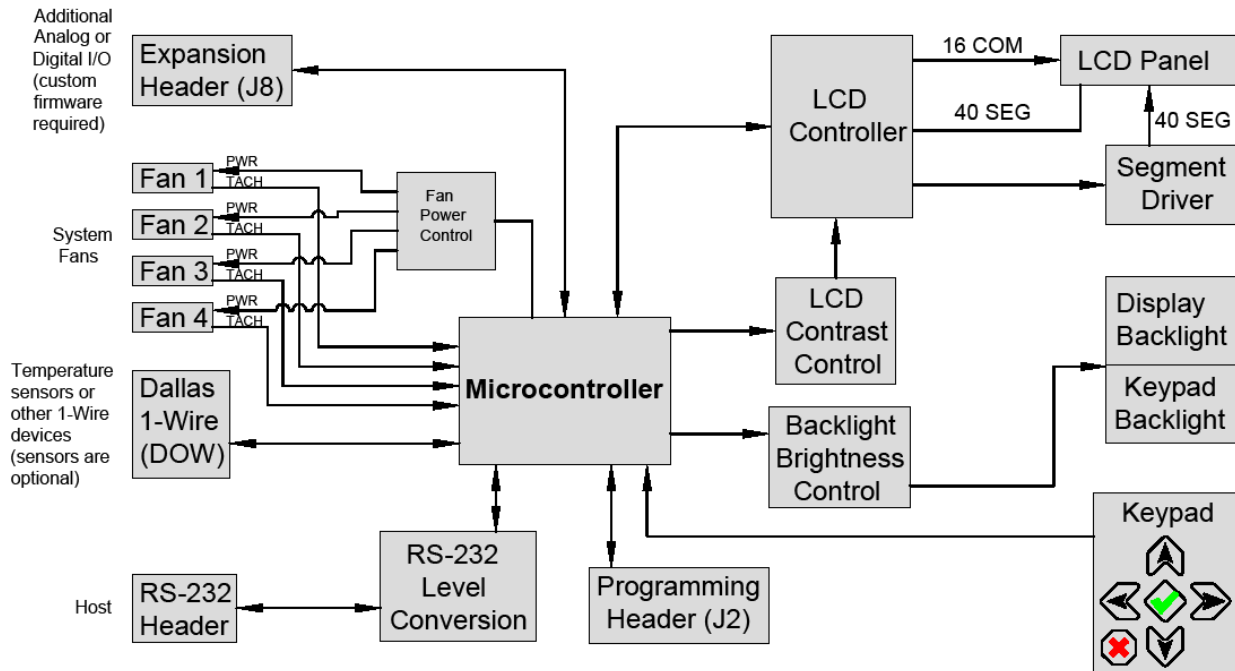 Additional
Analog or
Digital I/O
(custom
firmware
required)
Expansion
Header (J8)
System
Fans
Fan 1
PWR
TACH
Fan 2
PWR
TACH
Fan 3
PWR
TACH
Fan 4
PWR
TACH
Fan
Power
Control
Temperature
sensors or
other 1-Wire
devices
(sensors are
optional)
Dallas
1-Wire
(DOW)
Host
RS-232
Header
RS-232
Level
Conversion
Programming
Header (J2)
Microcontroller
LCD
Controller
16 COM
40 SEG
LCD Panel
40 SEG
Segment
Driver
LCD
Contrast
Control
Backlight
Brightness
Control
Display
Backlight
Keypad
Backlight
Keypad